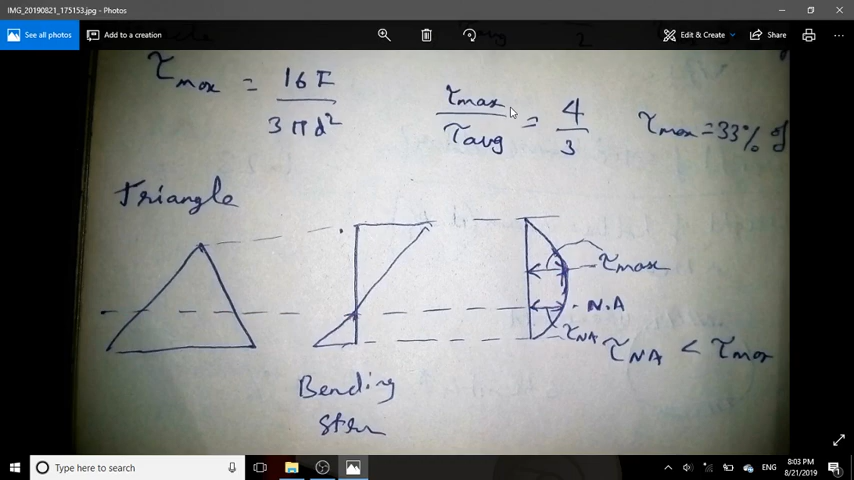 IMG_20190821_175153.jpg - Photos
See all photos
Add to a creation
Edit & Create
Share
τmax = 16F / 3πd²
τmax / τavg = 4/3
τmax = 33% of
Triangle
τmax
N.A
τNA
τNA < τmax
Bending
Type here to search
ENG
8:03 PM
8/21/2019